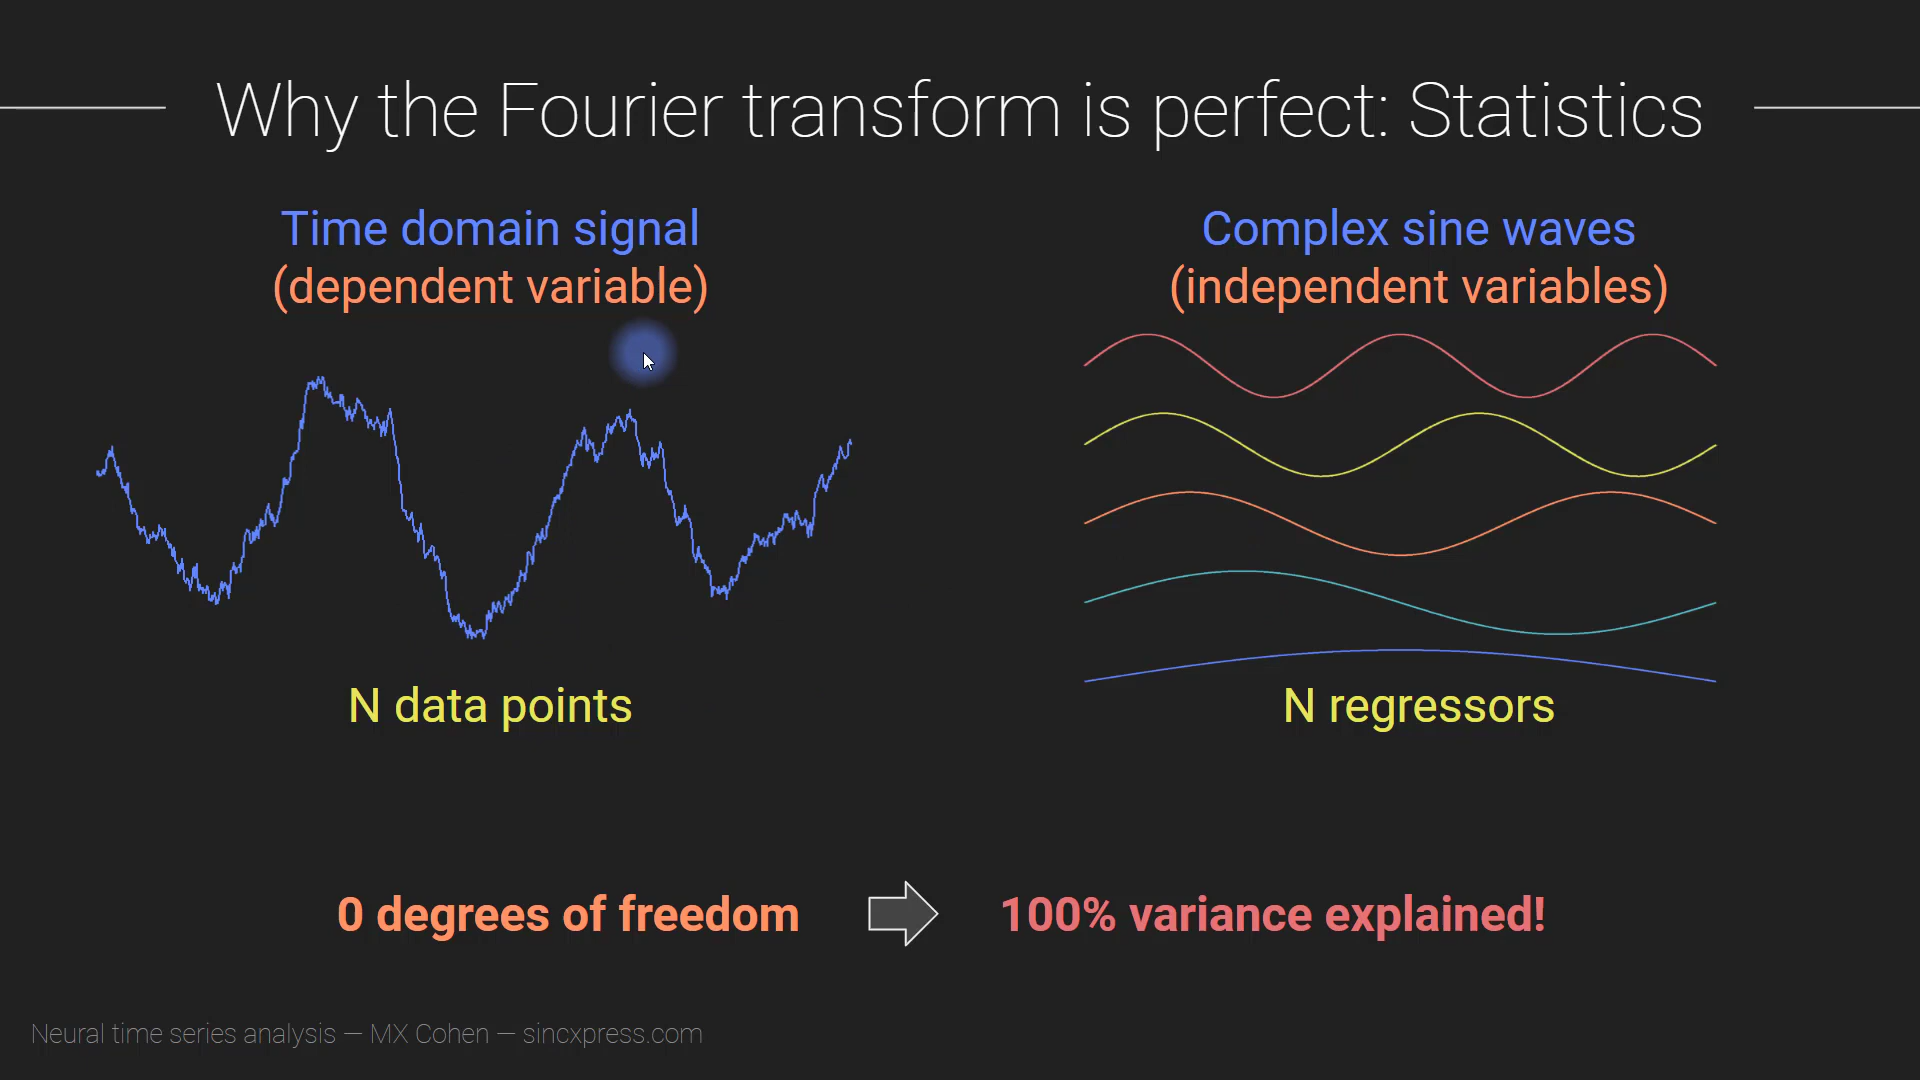 Why the Fourier transform is perfect: Statistics
Time domain signal
(dependent variable)
N data points
Complex sine waves
(independent variables)
N regressors
0 degrees of freedom
100% variance explained!
Neural time series analysis — MX Cohen — sincxpress.com